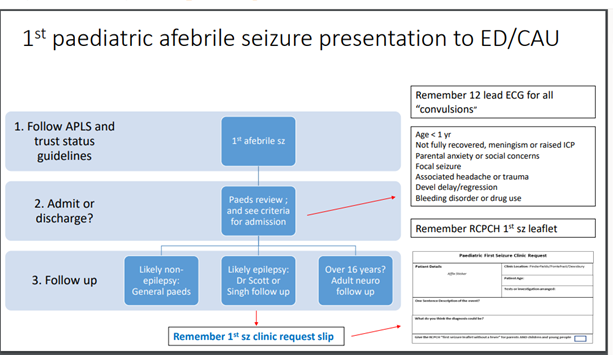 1st paediatric afebrile seizure presentation to ED/CAU
Remember 12 lead ECG for all
"convulsions"
1. Follow APLS and
trust status
guidelines
1st afebrile sz
Age < 1 yr
Not fully recovered, meningism or raised ICP
Parental anxiety or social concerns
Focal seizure
Associated headache or trauma
Devel delay/regression
Bleeding disorder or drug use
2. Admit or
discharge?
Paeds review ;
and see criteria
for admission
Remember RCPCH 1st sz leaflet
3. Follow up
Likely non-
epilepsy:
General paeds
Likely epilepsy:
Dr Scott or
Singh follow up
Over 16 years?
Adult neuro
follow up
Remember 1st sz clinic request slip
Paediatric First Seizure Clinic Request
Patient Details
Affix Sticker
Patient Age:
Tests or investigation arranged:
One Sentence Description of the event?
What do you think the diagnosis could be?